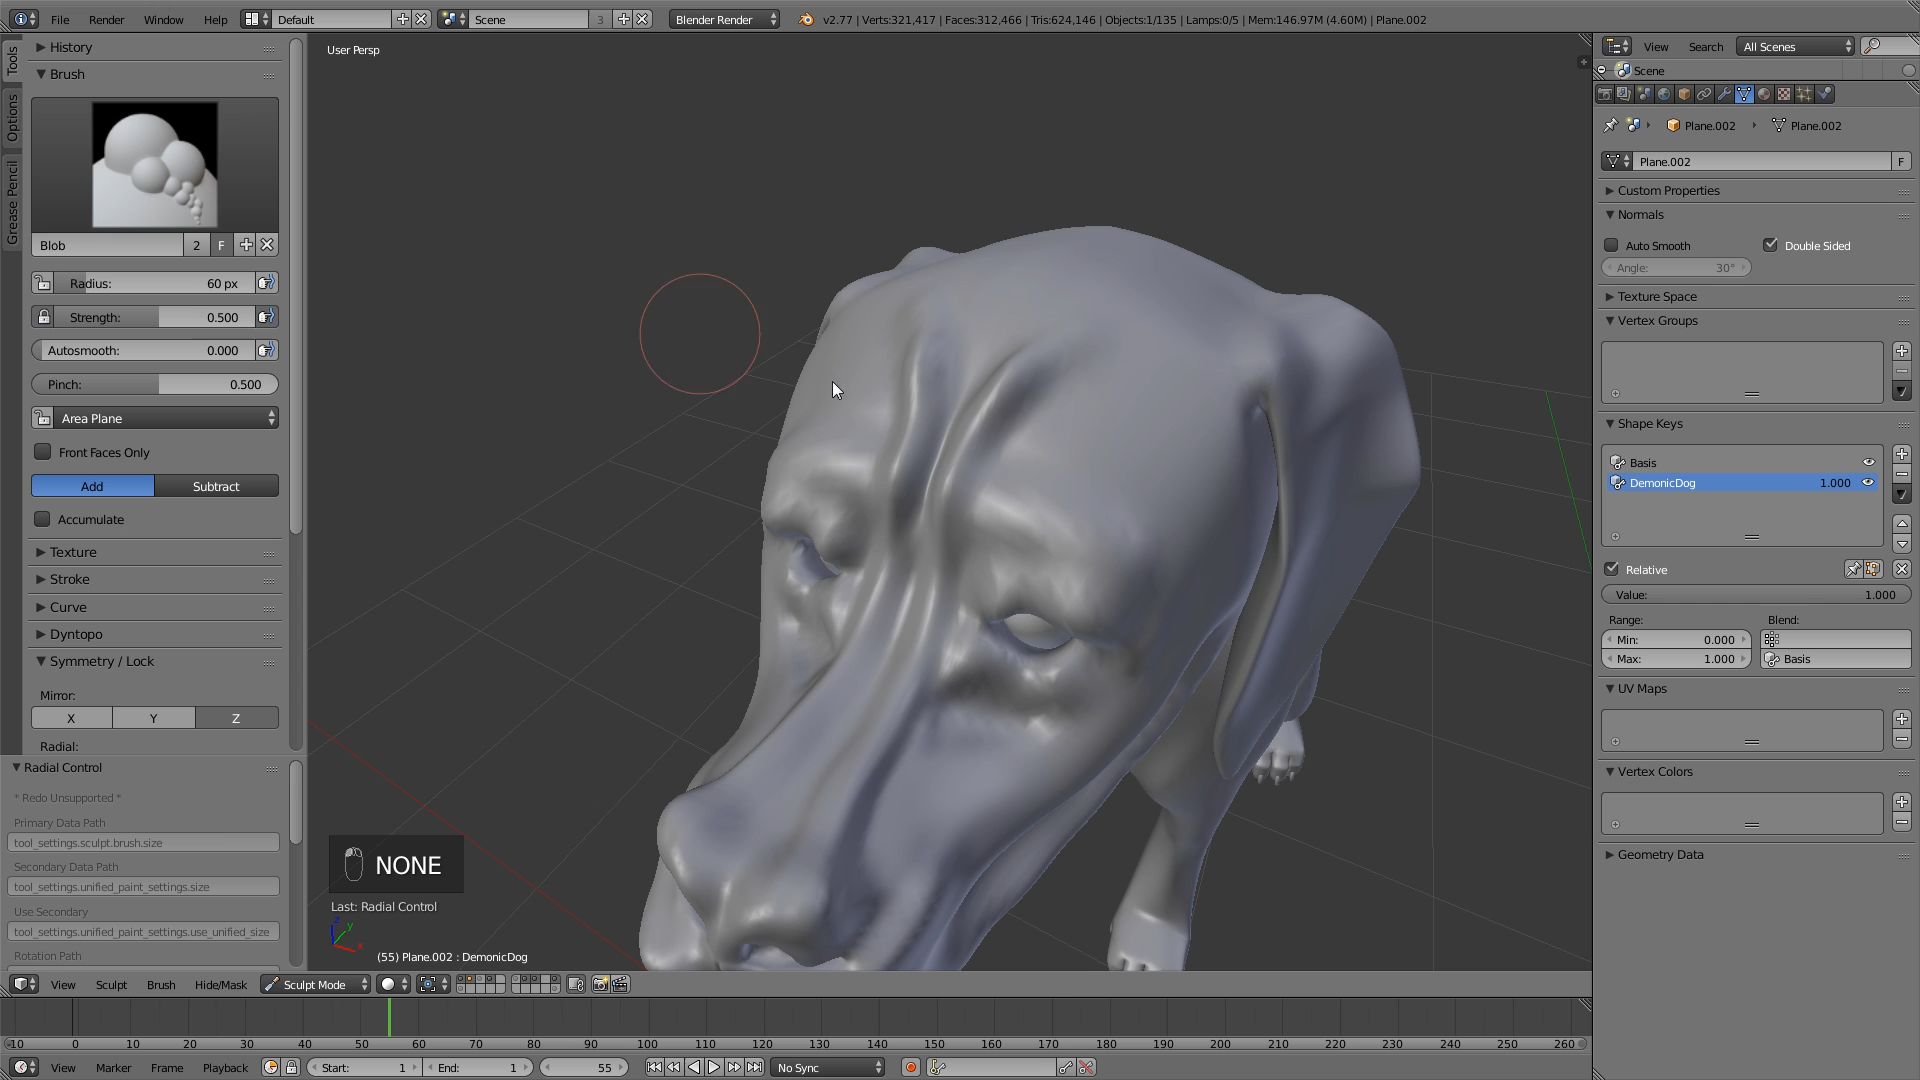 File Render Window Help Default Scene 3 Blender Render v2.77 | Verts:321,417 | Faces:312,466 | Tris:624,146 | Objects:1/135 | Lamps:0/5 | Mem:146.97M (4.60M) | Plane.002
Tools
Options
Grease Pencil
History
Brush
Blob 2 F
Radius: 60 px
Strength: 0.500
Autosmooth: 0.000
Pinch: 0.500
Area Plane
Front Faces Only
Add Subtract
Accumulate
Texture
Stroke
Curve
Dyntopo
Symmetry / Lock
Mirror:
X Y Z
Radial:
Radial Control
* Redo Unsupported *
Primary Data Path
tool_settings.sculpt.brush.size
Secondary Data Path
tool_settings.unified_paint_settings.size
Use Secondary
tool_settings.unified_paint_settings.use_unified_size
Rotation Path
User Persp
NONE
Last: Radial Control
z
y
x
(55) Plane.002 : DemonicDog
View Sculpt Brush Hide/Mask Sculpt Mode
-10 0 10 20 30 40 50 60 70 80 90 100 110 120 130 140 150 160 170 180 190 200 210 220 230 240 250 260
View Marker Frame Playback Start: 1 End: 1 55 No Sync
View Search All Scenes
Scene
Plane.002 Plane.002
Plane.002 F
Custom Properties
Normals
Auto Smooth Double Sided
Angle: 30°
Texture Space
Vertex Groups
Shape Keys
Basis
DemonicDog 1.000
Relative
Value: 1.000
Range: Blend:
Min: 0.000
Max: 1.000 Basis
UV Maps
Vertex Colors
Geometry Data